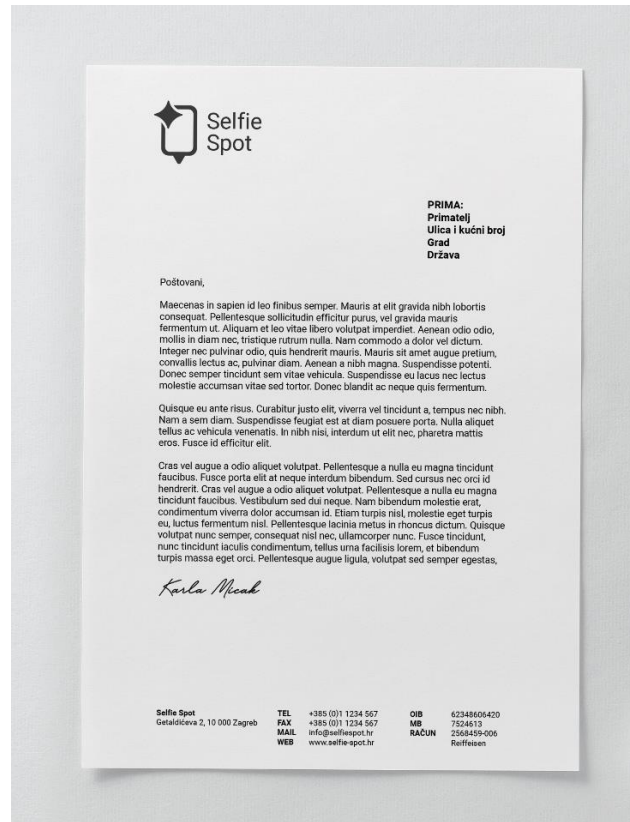 Selfie
Spot
PRIMA:
Primatelj
Ulica i kućni broj
Grad
Država
Poštovani,
Maecenas in sapien id leo finibus semper. Mauris at elit gravida nibh lobortis
consequat. Pellentesque sollicitudin efficitur purus, vel gravida mauris
fermentum ut. Aliquam et leo vitae libero volutpat imperdiet. Aenean odio odio,
mollis in diam nec, tristique rutrum nulla. Nam commodo a dolor vel dictum.
Integer nec pulvinar odio, quis hendrerit mauris. Mauris sit amet augue pretium,
convallis lectus ac, pulvinar diam. Aenean a nibh magna. Suspendisse potenti.
Donec semper tincidunt sem vitae vehicula. Suspendisse eu lacus nec lectus
molestie accumsan vitae sed tortor. Donec blandit ac neque quis fermentum.
Quisque eu ante risus. Curabitur justo elit, viverra vel tincidunt a, tempus nec nibh.
Nam a sem diam. Suspendisse feugiat est at diam posuere porta. Nulla aliquet
tellus ac vehicula venenatis. In nibh nisi, interdum ut elit nec, pharetra mattis
eros. Fusce id efficitur elit.
Cras vel augue a odio aliquet volutpat. Pellentesque a nulla eu magna tincidunt
faucibus. Fusce porta elit at neque interdum bibendum. Sed cursus nec orci id
hendrerit. Cras vel augue a odio aliquet volutpat. Pellentesque a nulla eu magna
tincidunt faucibus. Vestibulum sed dui neque. Nam bibendum molestie erat,
condimentum viverra dolor accumsan id. Etiam turpis nisl, molestie eget turpis
eu, luctus fermentum nisl. Pellentesque lacinia metus in rhoncus dictum. Quisque
volutpat nunc semper, consequat nisl nec, ullamcorper nunc. Fusce tincidunt,
nunc tincidunt iaculis condimentum, tellus urna facilisis lorem, et bibendum
turpis massa eget orci. Pellentesque augue ligula, volutpat sed semper egestas,
Karla Micak
Selfie Spot
Getaldićeva 2, 10 000 Zagreb
TEL +385 (0)1 1234 567
FAX +385 (0)1 1234 567
MAIL info@selfiespot.hr
WEB www.selfie-spot.hr
OIB 62348606420
MB 7524613
RAČUN 2568459-006
Reiffeisen